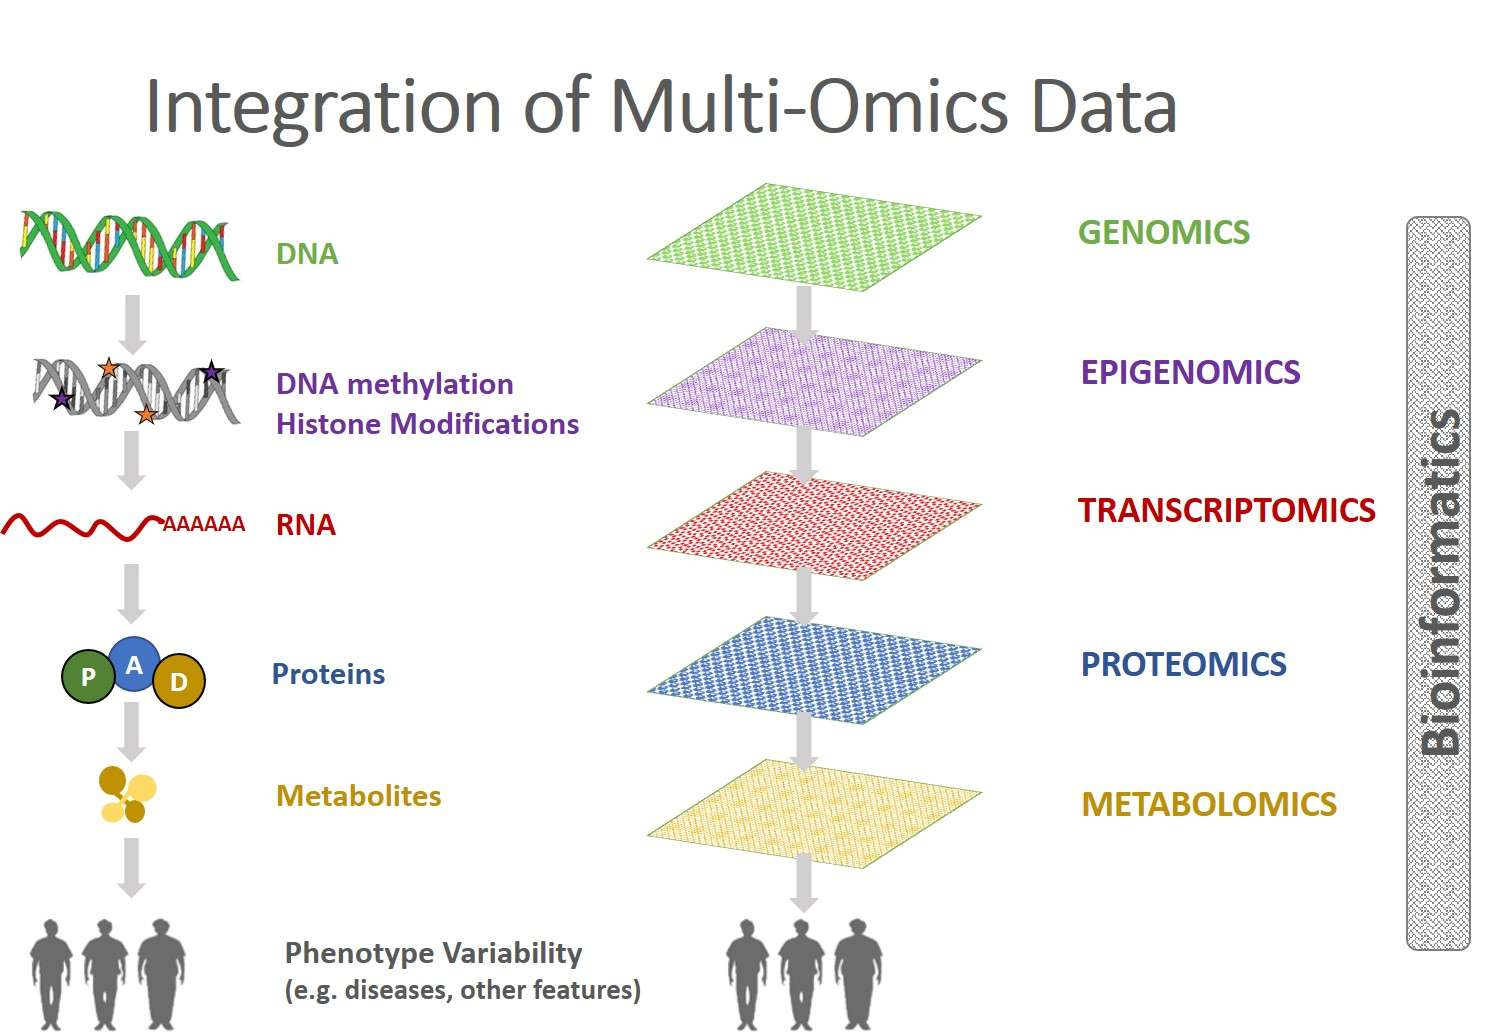 Integration of Multi-Omics Data
DNA
GENOMICS
DNA methylation
Histone Modifications
EPIGENOMICS
AAAAAA
RNA
TRANSCRIPTOMICS
P
A
D
Proteins
PROTEOMICS
Metabolites
METABOLOMICS
Phenotype Variability
(e.g. diseases, other features)
Bioinformatics